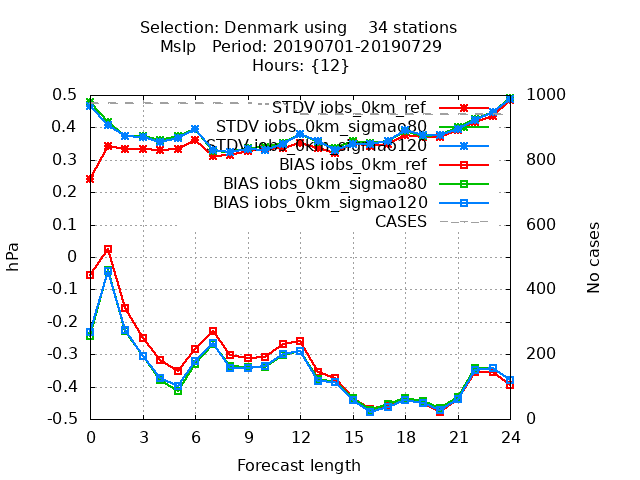 Selection: Denmark using    34 stations
Mslp   Period: 20190701-20190729
Hours: {12}
STDV iobs_0km_ref
STDV iobs_0km_sigmao80
STDV iobs_0km_sigmao120
BIAS iobs_0km_ref
BIAS iobs_0km_sigmao80
BIAS iobs_0km_sigmao120
CASES
0.5
0.4
0.3
0.2
0.1
0
-0.1
-0.2
-0.3
-0.4
-0.5
hPa
1000
800
600
400
200
0
No cases
0 3 6 9 12 15 18 21 24
Forecast length